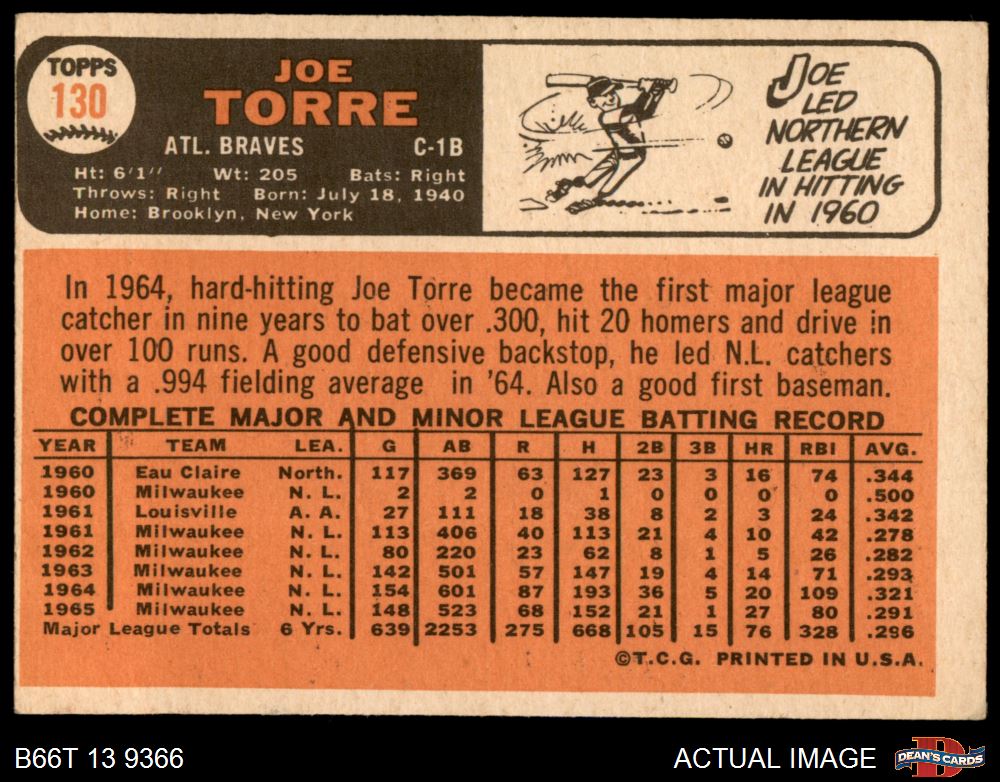 TOPPS
130
JOE
TORRE
ATL. BRAVES C-1B
Ht: 6'1" Wt: 205 Bats: Right
Throws: Right Born: July 18, 1940
Home: Brooklyn, New York
JOE
LED
NORTHERN
LEAGUE
IN HITTING
IN 1960
In 1964, hard-hitting Joe Torre became the first major league
catcher in nine years to bat over .300, hit 20 homers and drive in
over 100 runs. A good defensive backstop, he led N.L. catchers
with a .994 fielding average in '64. Also a good first baseman.
COMPLETE MAJOR AND MINOR LEAGUE BATTING RECORD
YEAR TEAM LEA. G AB R H 2B 3B HR RBI AVG.
1960 Eau Claire North. 117 369 63 127 23 3 16 74 .344
1960 Milwaukee N. L. 2 2 0 1 0 0 0 0 .500
1961 Louisville A. A. 27 111 18 38 8 2 3 24 .342
1961 Milwaukee N. L. 113 406 40 113 21 4 10 42 .278
1962 Milwaukee N. L. 80 220 23 62 8 1 5 26 .282
1963 Milwaukee N. L. 142 501 57 147 19 4 14 71 .293
1964 Milwaukee N. L. 154 601 87 193 36 5 20 109 .321
1965 Milwaukee N. L. 148 523 68 152 21 1 27 80 .291
Major League Totals 6 Yrs. 639 2253 275 668 105 15 76 328 .296
©T.C.G. PRINTED IN U.S.A.
B66T 13 9366
ACTUAL IMAGE
DEAN'S CARDS